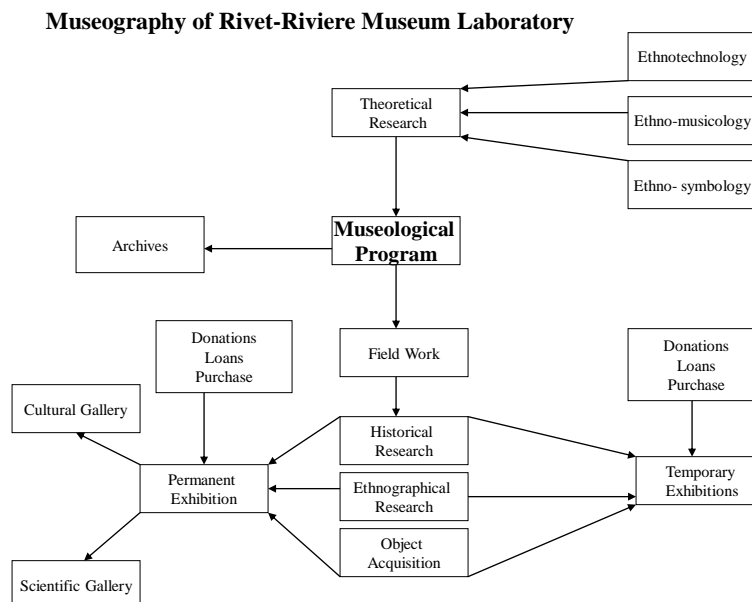 Museography of Rivet-Riviere Museum Laboratory
Ethnotechnology
Theoretical
Research
Ethno-musicology
Ethno- symbology
Museological
Program
Archives
Donations
Loans
Purchase
Field Work
Donations
Loans
Purchase
Cultural Gallery
Historical
Research
Permanent
Exhibition
Ethnographical
Research
Temporary
Exhibitions
Object
Acquisition
Scientific Gallery